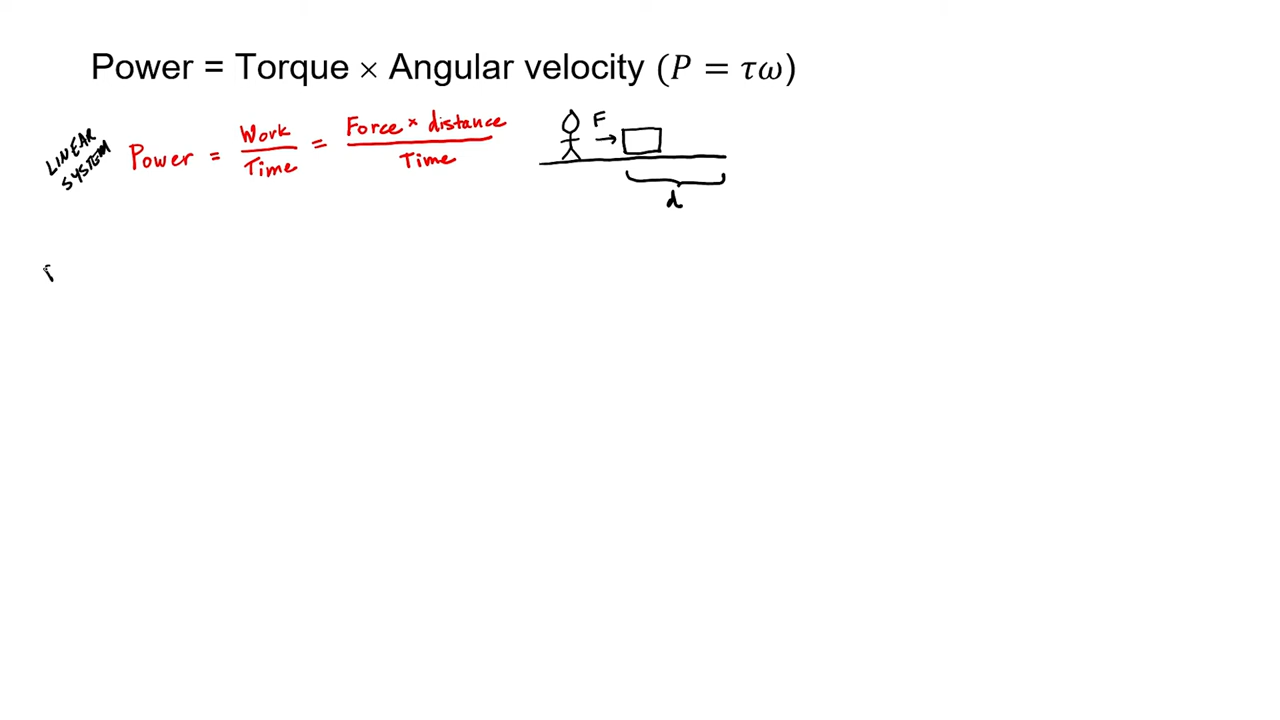 Power = Torque × Angular velocity (P = τω)
LINEAR SYSTEM
Power = Work / Time = Force × distance / Time
F
d